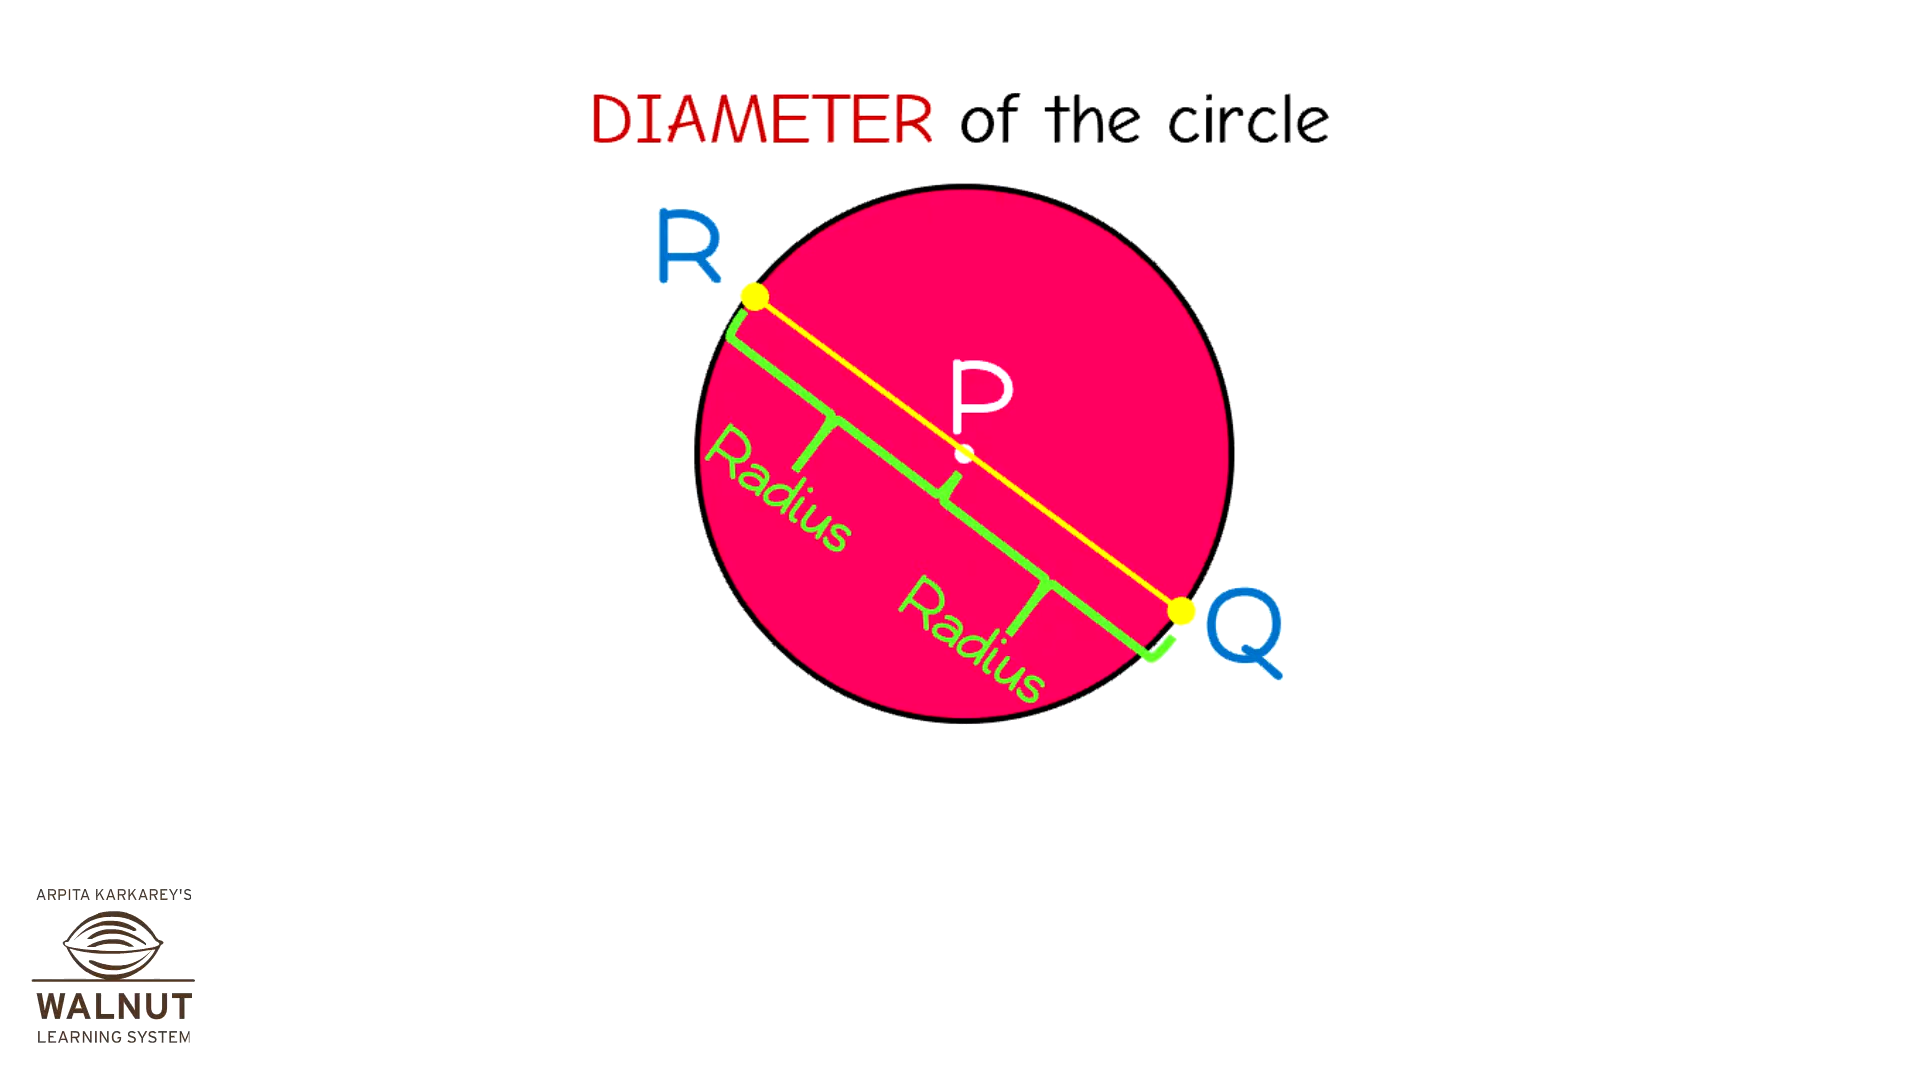 DIAMETER of the circle
R
P
Radius
Radius
Q
ARPITA KARKAREY'S
WALNUT
LEARNING SYSTEM